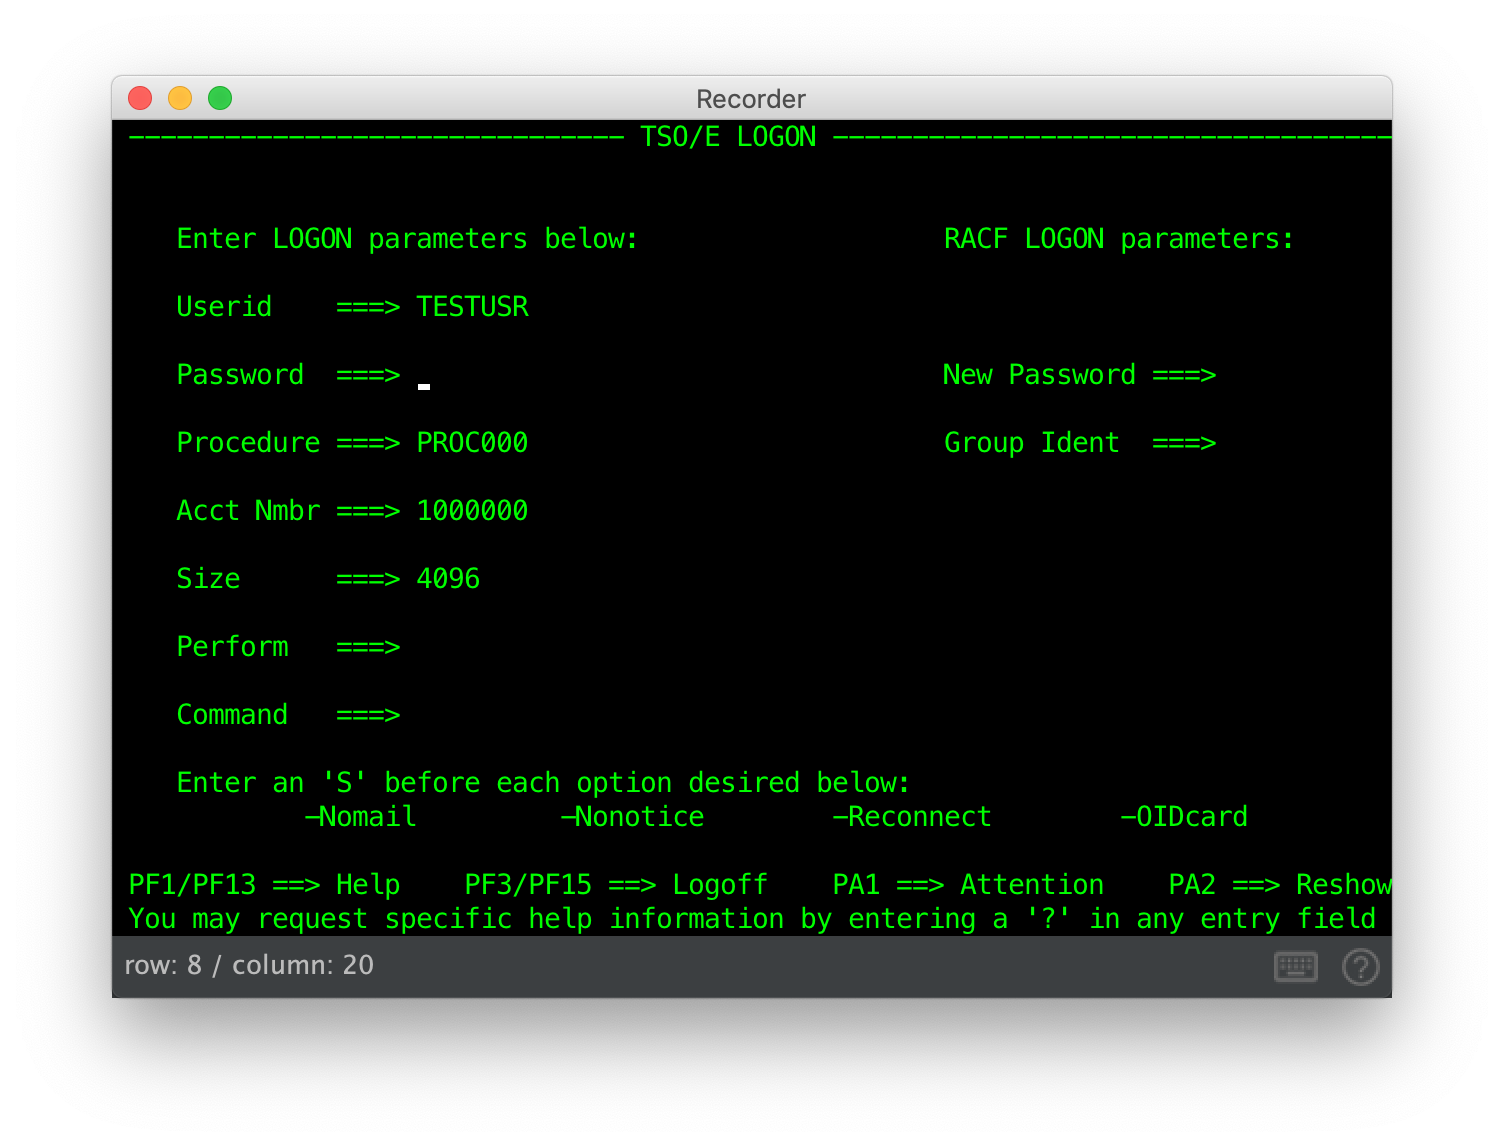 Recorder
------------------------------- TSO/E LOGON -----------------------------------
Enter LOGON parameters below: RACF LOGON parameters:
Userid ===> TESTUSR
Password ===> New Password ===>
Procedure ===> PROC000 Group Ident ===>
Acct Nmbr ===> 1000000
Size ===> 4096
Perform ===>
Command ===>
Enter an 'S' before each option desired below:
-Nomail -Nonotice -Reconnect -OIDcard
PF1/PF13 ==> Help PF3/PF15 ==> Logoff PA1 ==> Attention PA2 ==> Reshow
You may request specific help information by entering a '?' in any entry field
row: 8 / column: 20